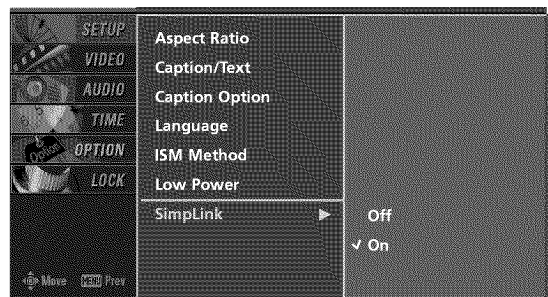 SETUP
VIDEO
AUDIO
TIME
OPTION
LOCK
Move MENU Prev
Aspect Ratio
Caption/Text
Caption Option
Language
ISM Method
Low Power
SimpLink
Off
On